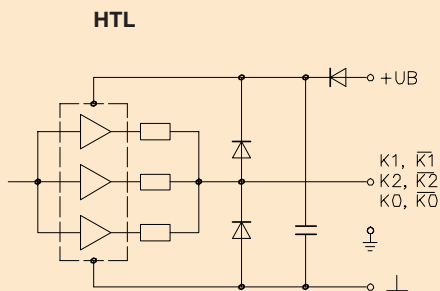 HTL
+UB
K1, K̅1̅
K2, K̅2̅
K0, K̅0̅